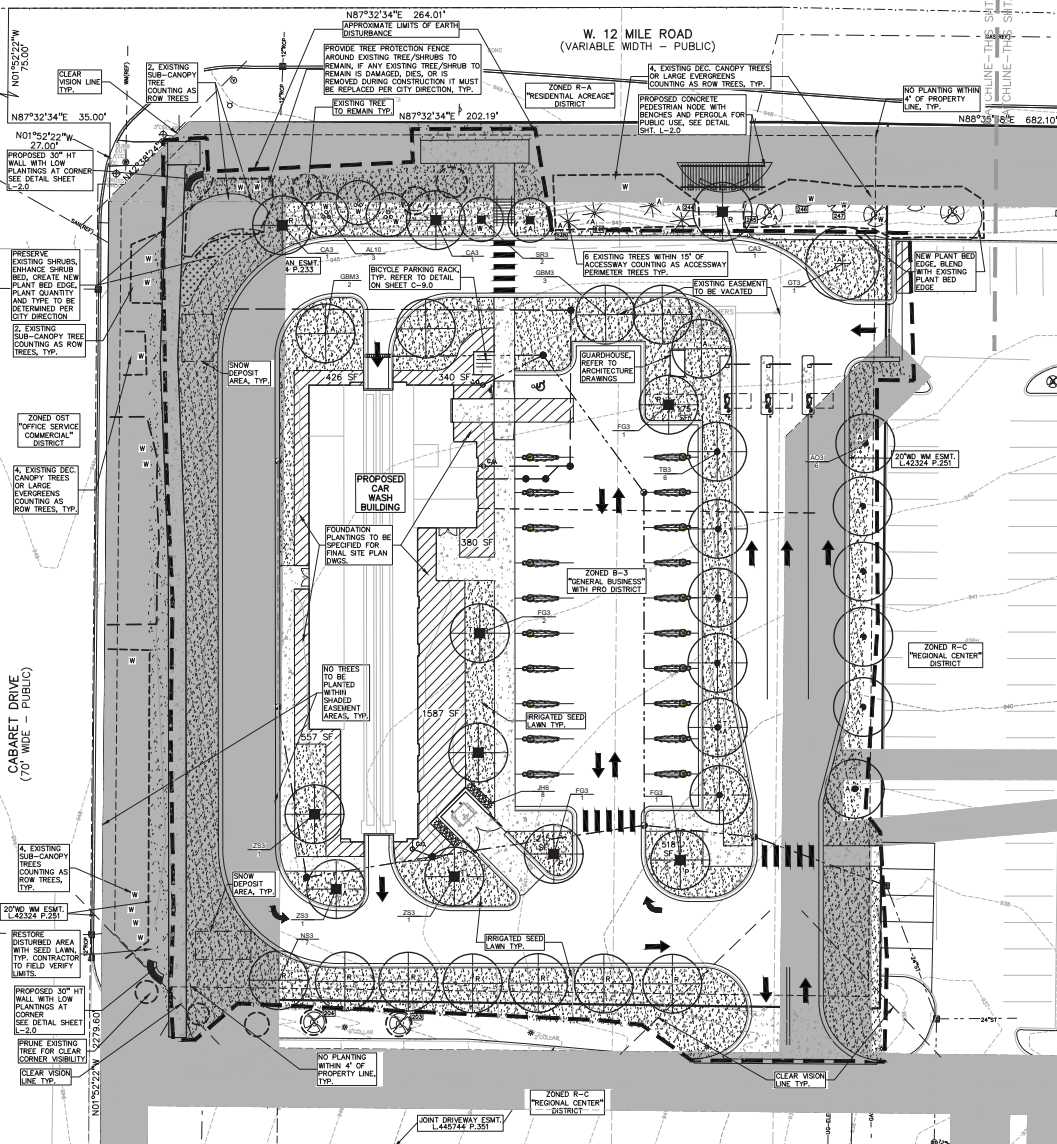 N87°32'34"E 264.01'
W. 12 MILE ROAD
(VARIABLE WIDTH – PUBLIC)
N01°52'22"W
75.00'
APPROXIMATE LIMITS OF EARTH
DISTURBANCE
CLEAR
VISION LINE
TYP.
2, EXISTING
SUB-CANOPY
TREE
COUNTING AS
ROW TREES
PROVIDE TREE PROTECTION FENCE
AROUND EXISTING TREE/SHRUBS TO
REMAIN, IF ANY EXISTING TREE/SHRUB TO
REMAIN IS DAMAGED, DIES, OR IS
REMOVED DURING CONSTRUCTION IT MUST
BE REPLACED PER CITY DIRECTION, TYP.
EXISTING TREE
TO REMAIN TYP.
ZONED R-A
"RESIDENTIAL ACREAGE"
DISTRICT
4, EXISTING DEC. CANOPY TREES
OR LARGE EVERGREENS
COUNTING AS ROW TREES, TYP.
PROPOSED CONCRETE
PEDESTRIAN NODE WITH
BENCHES AND PERGOLA FOR
PUBLIC USE, SEE DETAIL
SHT. L-2.0
NO PLANTING WITHIN
4' OF PROPERTY
LINE, TYP.
N87°32'34"E 35.00'
N87°32'34"E 202.19'
682.10'
N01°52'22"W
27.00'
PROPOSED 30" HT
WALL WITH LOW
PLANTINGS AT CORNER
SEE DETAIL SHEET
L-2.0
PRESERVE
EXISTING SHRUBS,
ENHANCE SHRUB
BED, CREATE NEW
PLANT BED EDGE,
PLANT QUANTITY
AND TYPE TO BE
DETERMINED PER
CITY DIRECTION
2, EXISTING
SUB-CANOPY TREE
COUNTING AS ROW
TREES, TYP.
CA3
1
AL10
3
CA3
1
SR2
2
CA3
1
GBM3
2
BICYCLE PARKING RACK,
TYP. REFER TO DETAIL
ON SHEET C-9.0
GBM3
3
6 EXISTING TREES WITHIN 15' OF
ACCESSWAY COUNTING AS ACCESSWAY
PERIMETER TREES TYP.
EXISTING EASEMENT
TO BE VACATED
GT3
1
NEW PLANT BED
EDGE, BLEND
WITH EXISTING
PLANT BED
EDGE
SNOW
DEPOSIT
AREA, TYP.
426 SF
340 SF
GUARDHOUSE,
REFER TO
ARCHITECTURE
DRAWINGS
175
SF
FG3
1
ZONED OST
"OFFICE SERVICE
COMMERCIAL"
DISTRICT
4, EXISTING DEC.
CANOPY TREES
OR LARGE
EVERGREENS
COUNTING AS
ROW TREES, TYP.
PROPOSED
CAR
WASH
BUILDING
TB3
6
AO3
6
20'WD WM ESMT.
L.42324 P.251
FOUNDATION
PLANTINGS TO BE
SPECIFIED FOR
FINAL SITE PLAN
DWGS.
380 SF
ZONED B-3
"GENERAL BUSINESS"
WITH PRO DISTRICT
FG3
2
ZONED R-C
"REGIONAL CENTER"
DISTRICT
CABARET DRIVE
(70' WIDE – PUBLIC)
NO TREES
TO BE
PLANTED
WITHIN
SHADED
EASEMENT
AREAS, TYP.
1587 SF
557 SF
IRRIGATED SEED
LAWN TYP.
JH6
8
FG3
1
FG3
1
518
SF
ZS3
1
4, EXISTING
SUB-CANOPY
TREES
COUNTING AS
ROW TREES,
TYP.
SNOW
DEPOSIT
AREA, TYP.
ZS3
1
ZS3
1
20'WD WM ESMT.
L.42324 P.251
NS3
IRRIGATED SEED
LAWN TYP.
RESTORE
DISTURBED AREA
WITH SEED LAWN,
TYP. CONTRACTOR
TO FIELD VERIFY
LIMITS.
PROPOSED 30" HT
WALL WITH LOW
PLANTINGS AT
CORNER
SEE DETIAL SHEET
L-2.0
24"ST
PRUNE EXISTING
TREE FOR CLEAR
CORNER VISIBILITY
CLEAR VISION
LINE TYP.
N01°52'22"W 2279.60'
NO PLANTING
WITHIN 4' OF
PROPERTY LINE,
TYP.
CLEAR VISION
LINE TYP.
ZONED R-C
"REGIONAL CENTER"
DISTRICT
JOINT DRIVEWAY ESMT.
L.445744 P.351